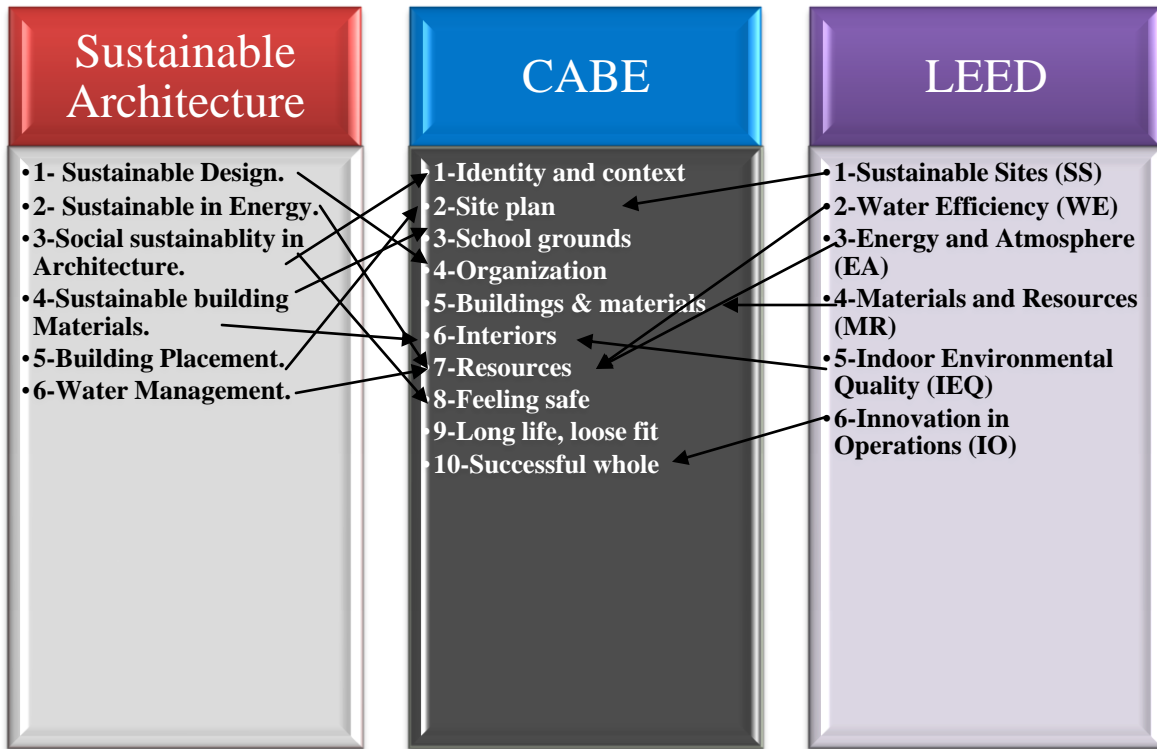 Sustainable
Architecture
•1- Sustainable Design.
•2- Sustainable in Energy.
•3-Social sustainablity in
Architecture.
•4-Sustainable building
Materials.
•5-Building Placement.
•6-Water Management.
CABE
•1-Identity and context
•2-Site plan
•3-School grounds
•4-Organization
•5-Buildings & materials
•6-Interiors
•7-Resources
•8-Feeling safe
•9-Long life, loose fit
•10-Successful whole
LEED
•1-Sustainable Sites (SS)
•2-Water Efficiency (WE)
•3-Energy and Atmosphere
(EA)
•4-Materials and Resources
(MR)
•5-Indoor Environmental
Quality (IEQ)
•6-Innovation in
Operations (IO)